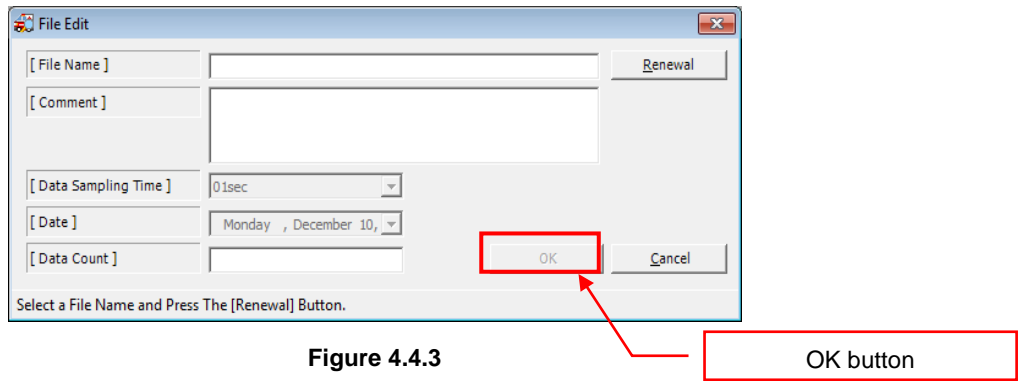 File Edit
[ File Name ]
Renewal
[ Comment ]
[ Data Sampling Time ]
01sec
[ Date ]
Monday , December 10,
[ Data Count ]
OK
Cancel
Select a File Name and Press The [Renewal] Button.
Figure 4.4.3
OK button